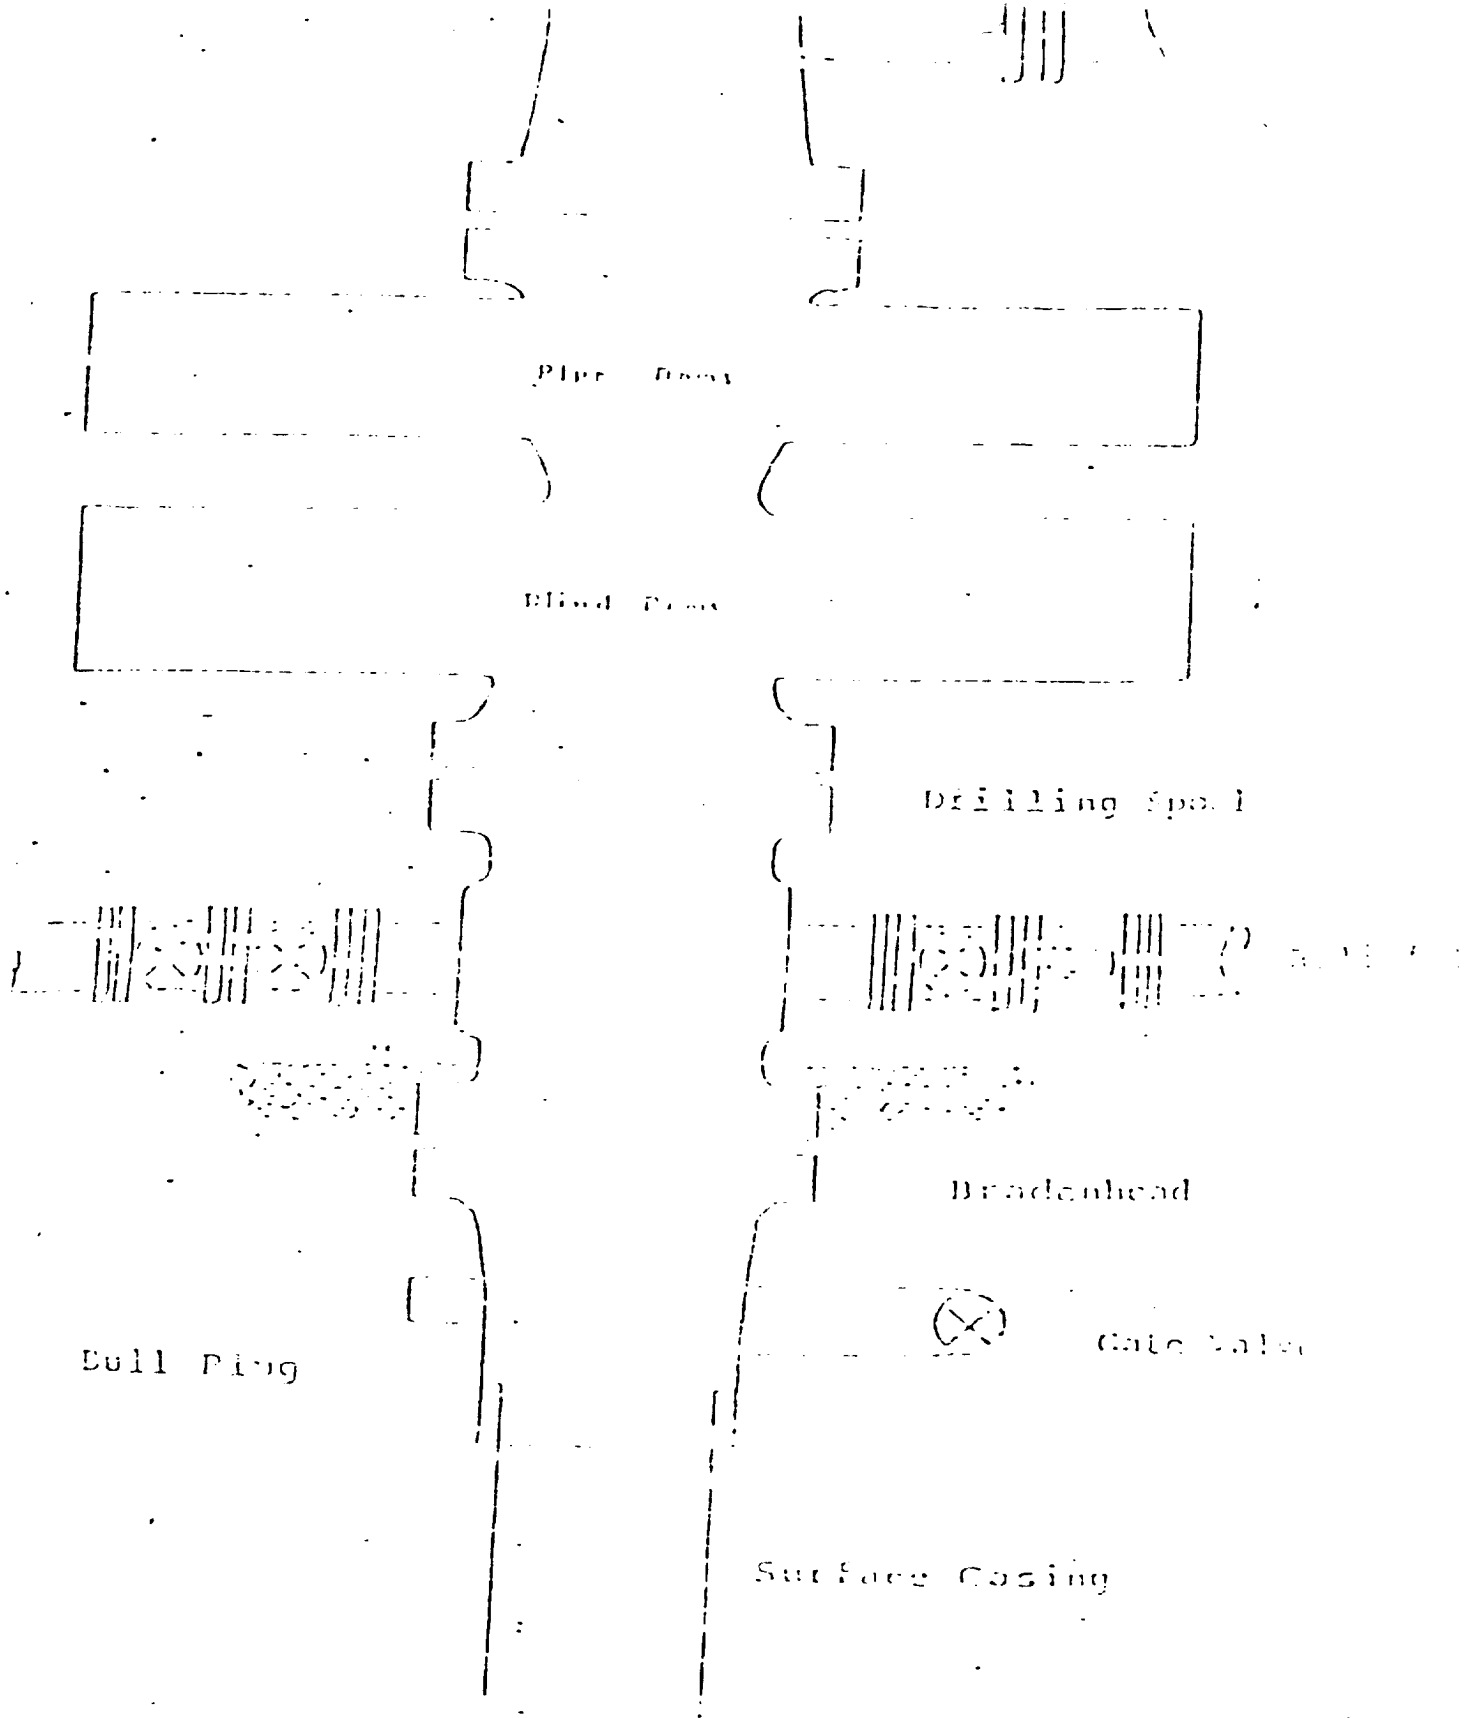 Pipe Rams
Blind Rams
Drilling Spool
Bradenhead
Gate Valve
Bull Plug
Surface Casing